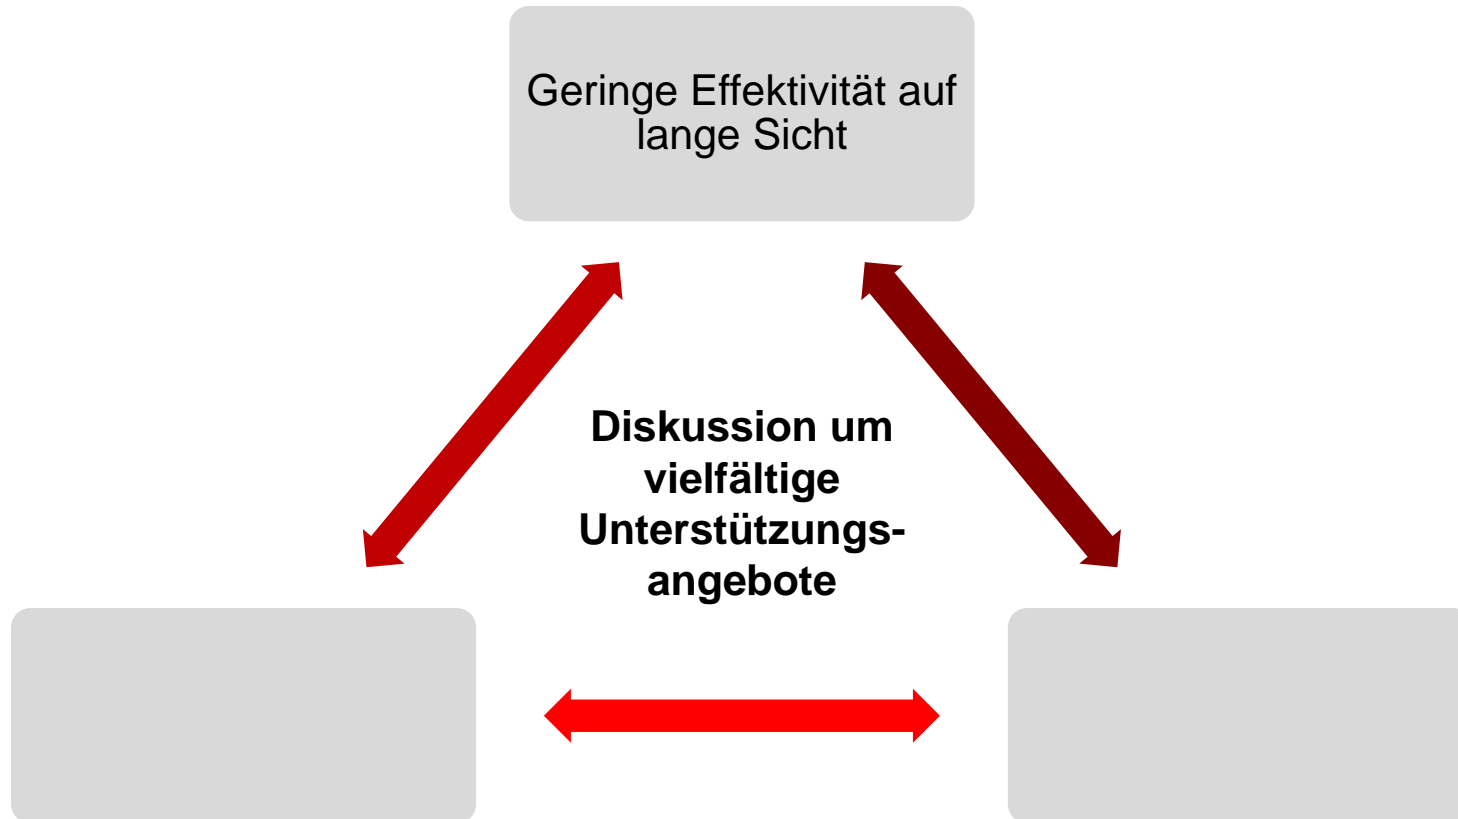 Geringe Effektivität auf
lange Sicht
Diskussion um
vielfältige
Unterstützungs-
angebote